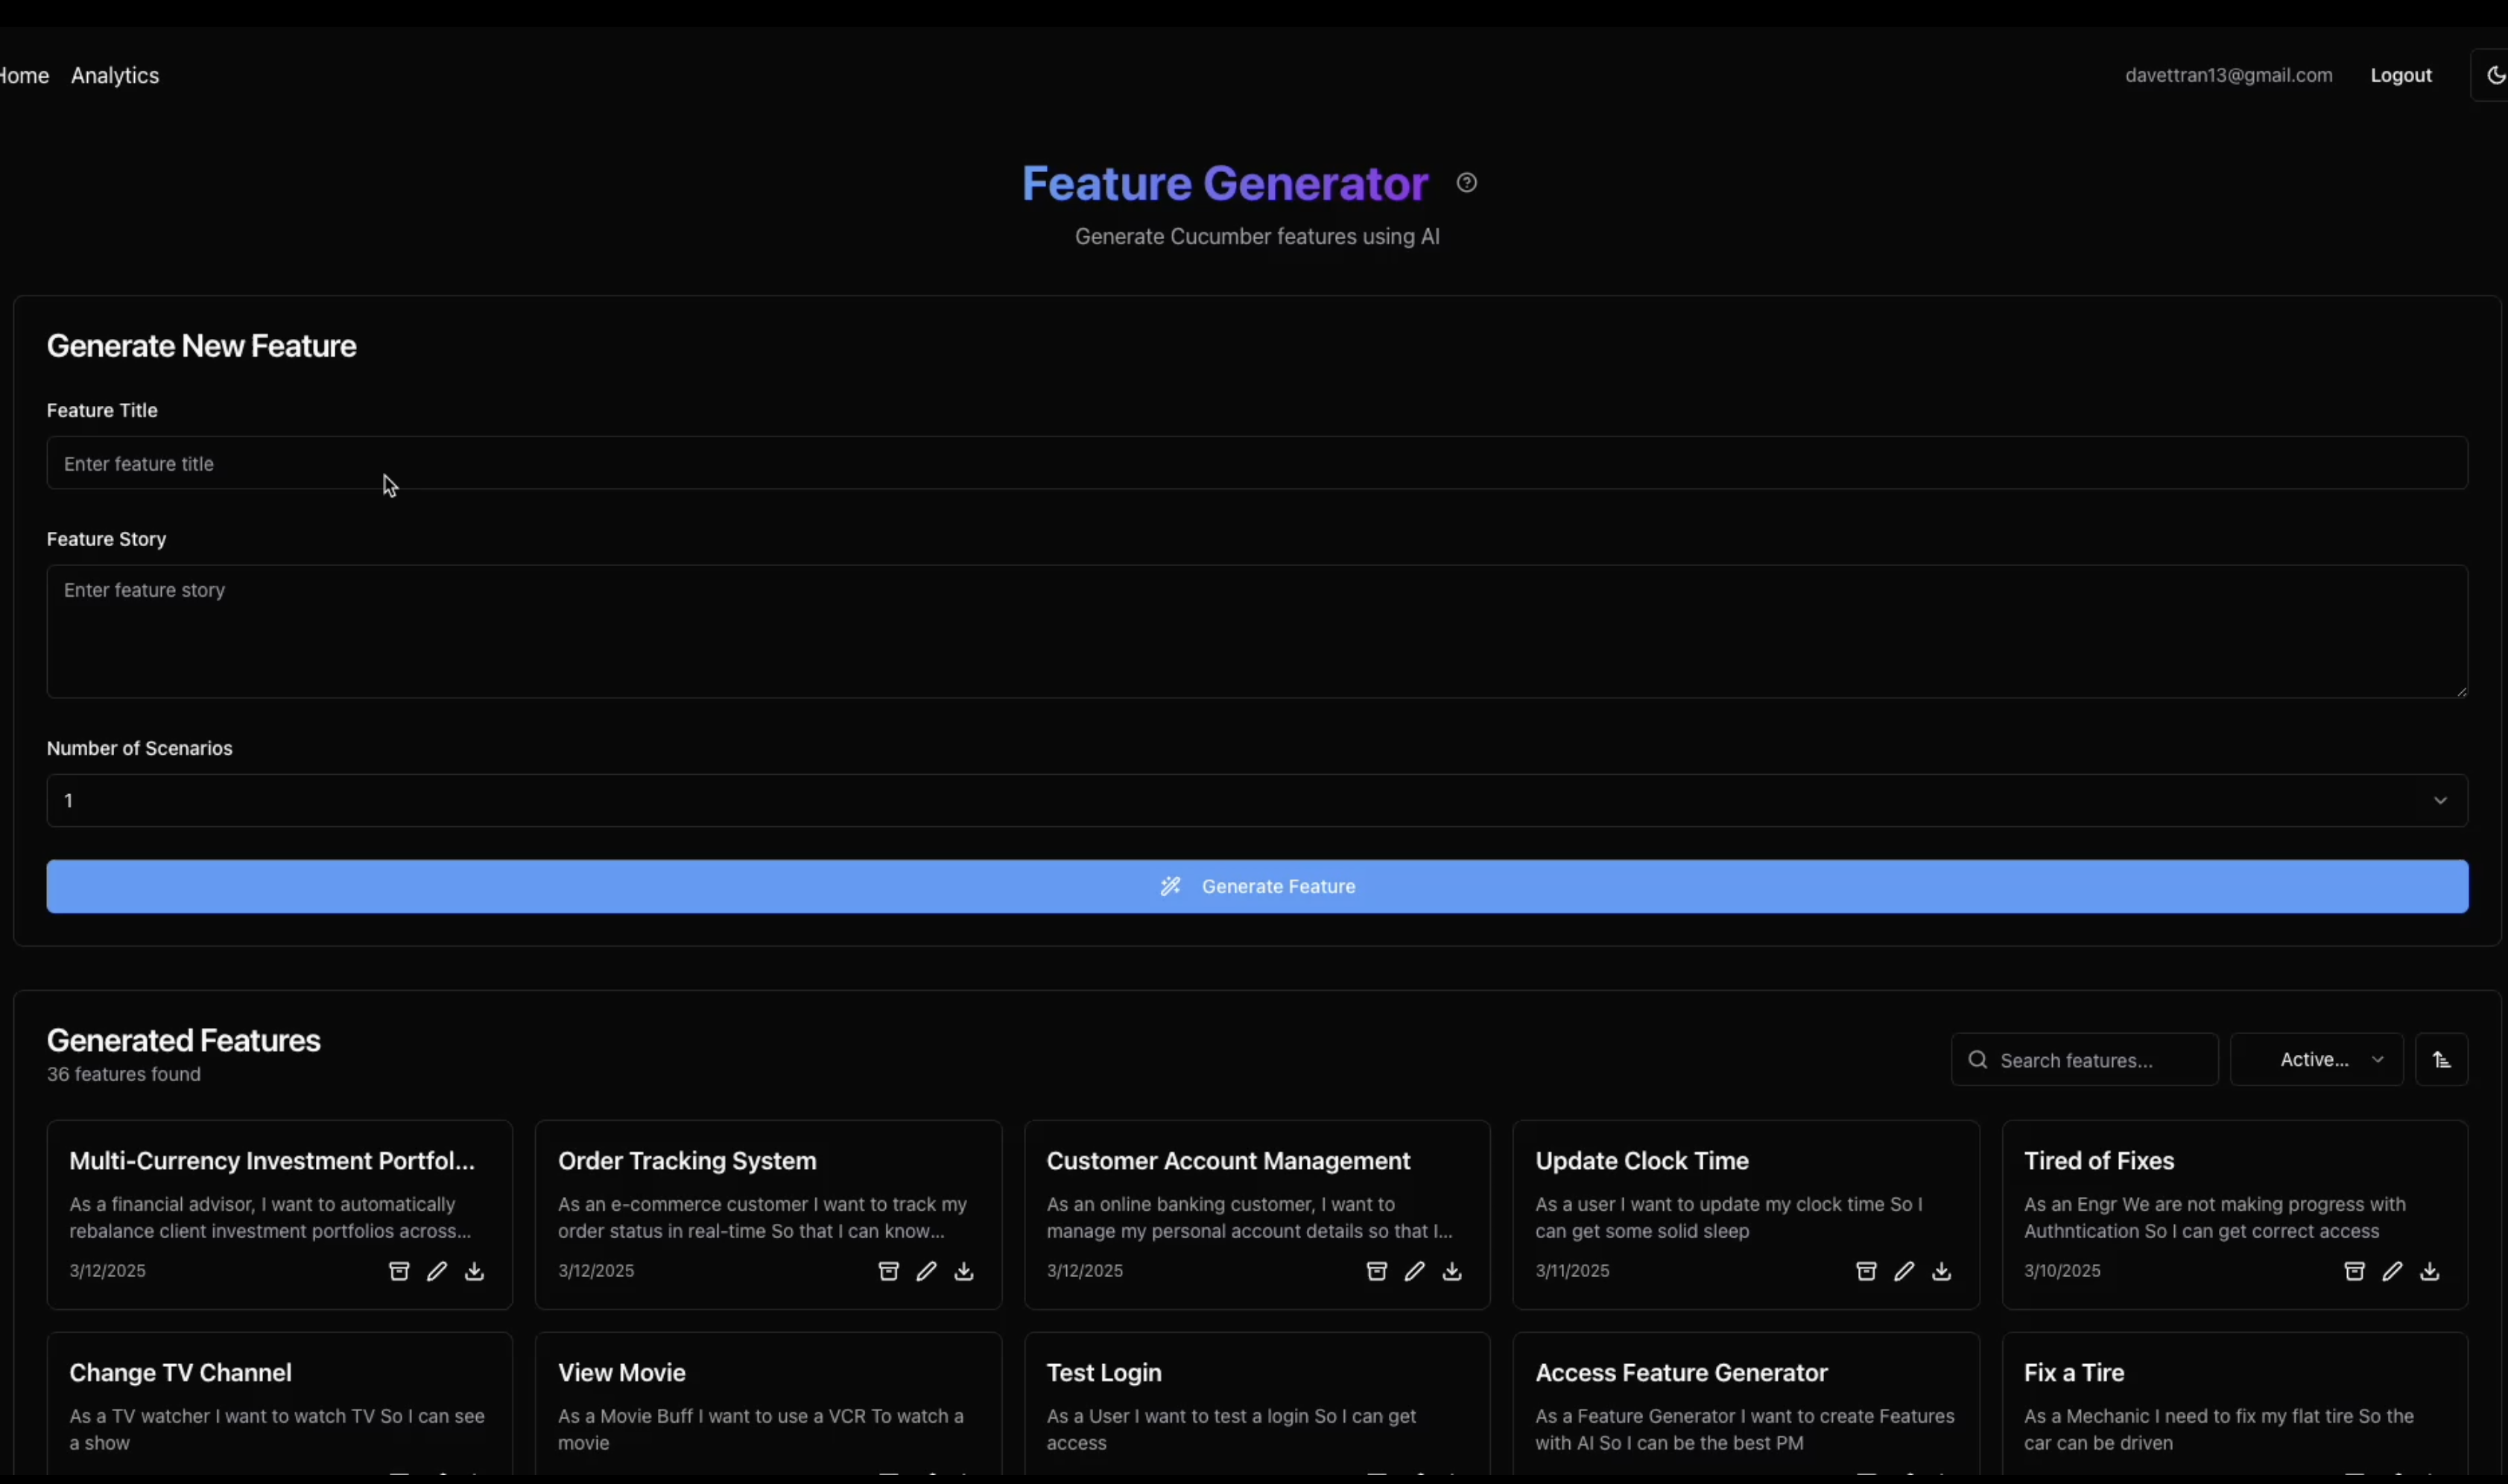 Home Analytics
davettran13@gmail.com Logout
Feature Generator
Generate Cucumber features using AI
Generate New Feature
Feature Title
Enter feature title
Feature Story
Enter feature story
Number of Scenarios
1
Generate Feature
Generated Features
36 features found
Search features...
Active...
Multi-Currency Investment Portfol...
As a financial advisor, I want to automatically
rebalance client investment portfolios across...
3/12/2025
Order Tracking System
As an e-commerce customer I want to track my
order status in real-time So that I can know...
3/12/2025
Customer Account Management
As an online banking customer, I want to
manage my personal account details so that I...
3/12/2025
Update Clock Time
As a user I want to update my clock time So I
can get some solid sleep
3/11/2025
Tired of Fixes
As an Engr We are not making progress with
Authntication So I can get correct access
3/10/2025
Change TV Channel
As a TV watcher I want to watch TV So I can see
a show
View Movie
As a Movie Buff I want to use a VCR To watch a
movie
Test Login
As a User I want to test a login So I can get
access
Access Feature Generator
As a Feature Generator I want to create Features
with AI So I can be the best PM
Fix a Tire
As a Mechanic I need to fix my flat tire So the
car can be driven